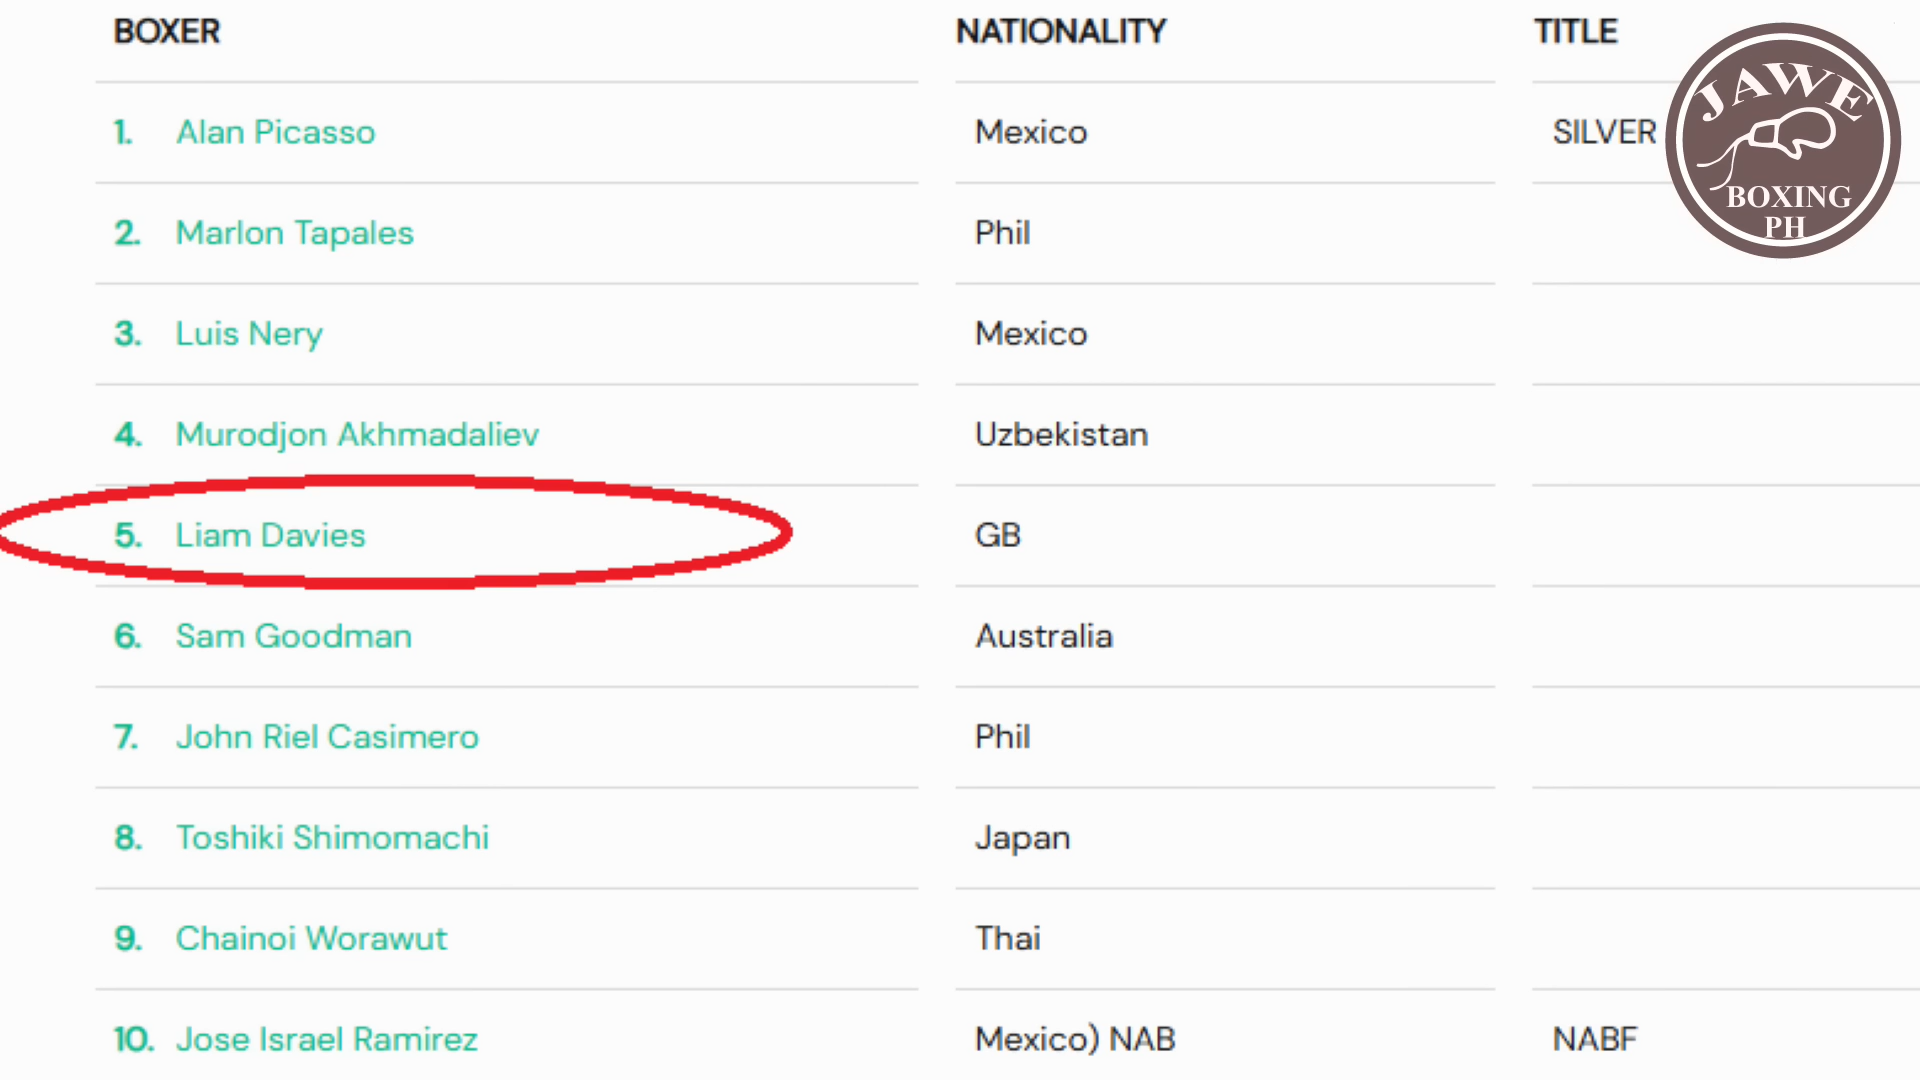 BOXER NATIONALITY TITLE
1. Alan Picasso Mexico SILVER
2. Marlon Tapales Phil
3. Luis Nery Mexico
4. Murodjon Akhmadaliev Uzbekistan
5. Liam Davies GB
6. Sam Goodman Australia
7. John Riel Casimero Phil
8. Toshiki Shimomachi Japan
9. Chainoi Worawut Thai
10. Jose Israel Ramirez Mexico) NAB NABF
JAWE
BOXING
PH